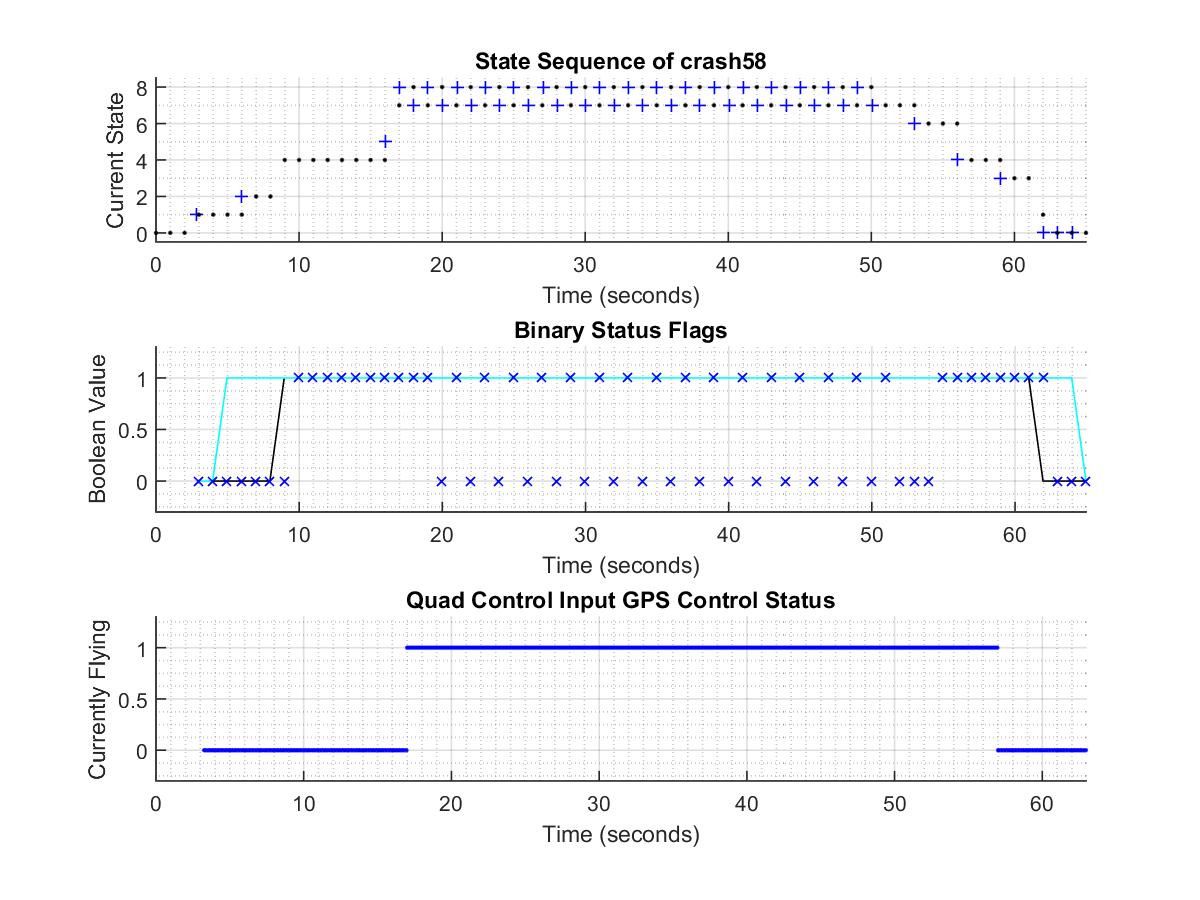 State Sequence of crash58
Current State
8
6
4
2
0
0 10 20 30 40 50 60
Time (seconds)
Binary Status Flags
Boolean Value
1
0.5
0
0 10 20 30 40 50 60
Time (seconds)
Quad Control Input GPS Control Status
Currently Flying
1
0.5
0
0 10 20 30 40 50 60
Time (seconds)